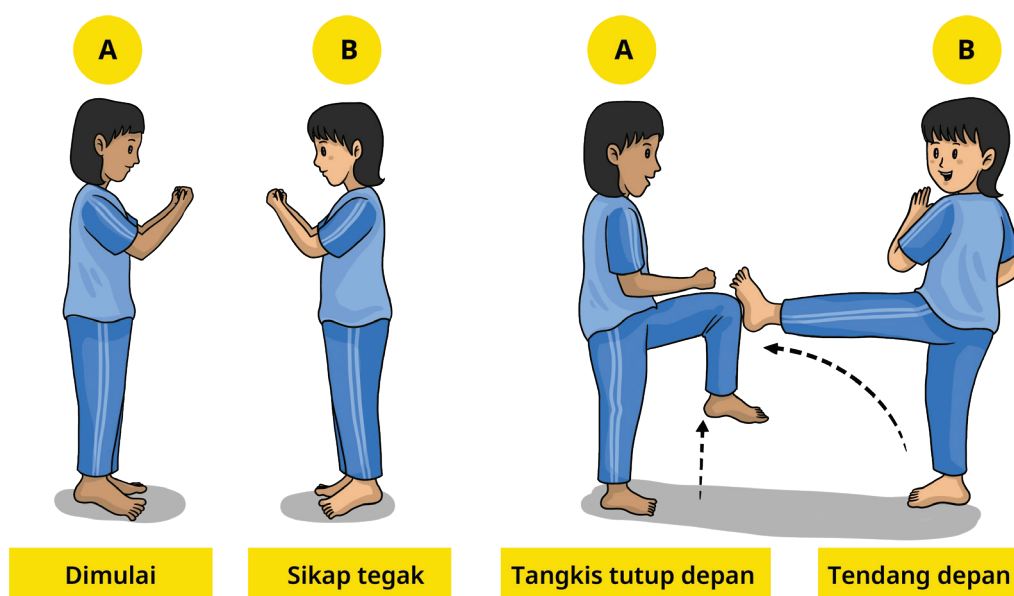 A
B
A
B
Dimulai
Sikap tegak
Tangkis tutup depan
Tendang depan